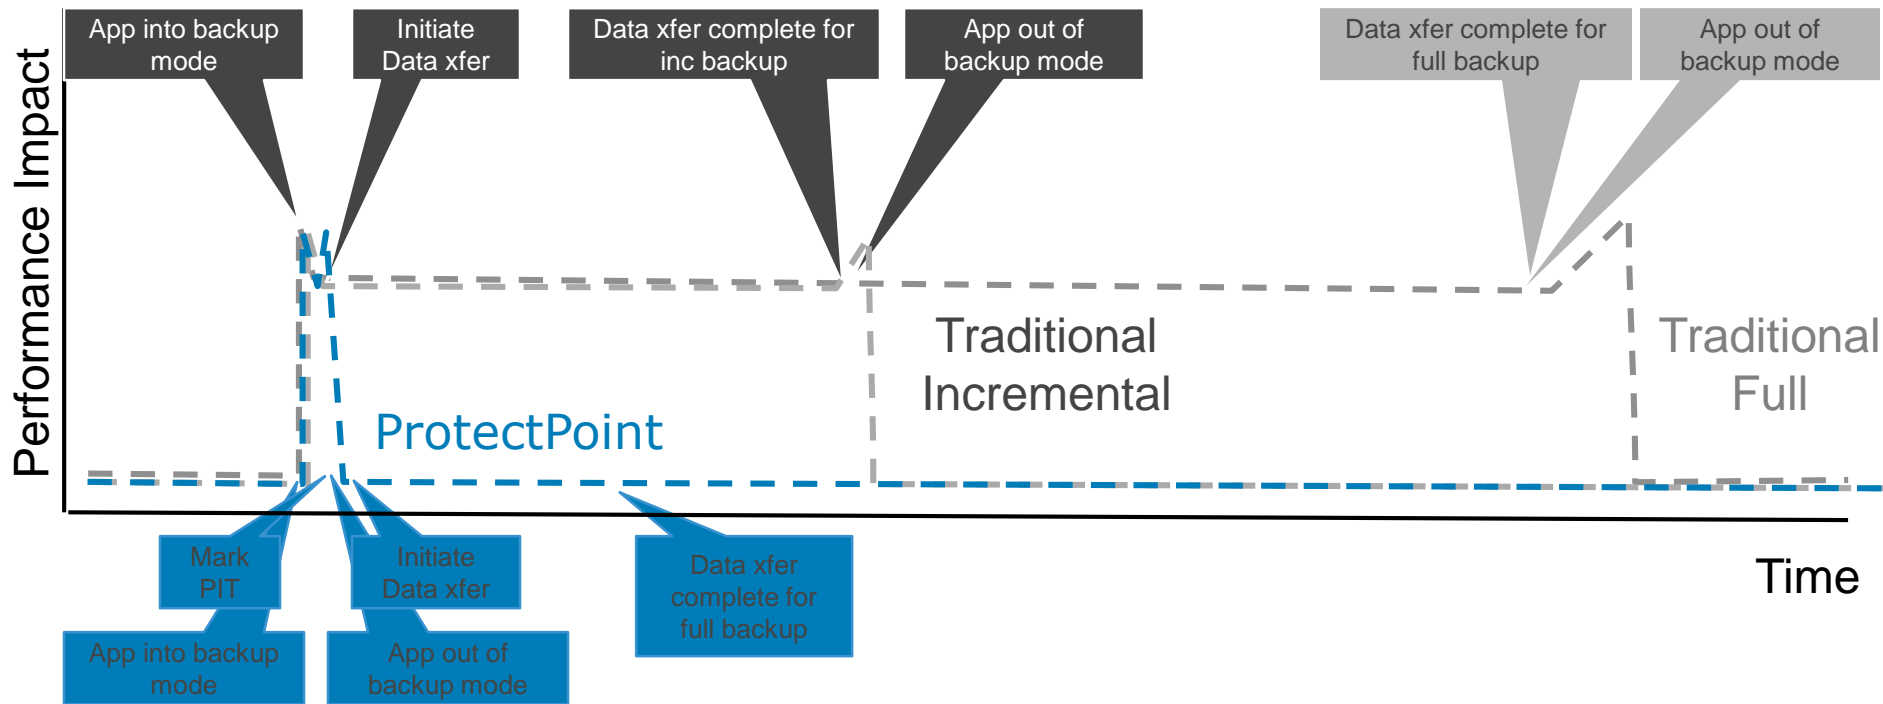 App into backup
mode
Initiate
Data xfer
Data xfer complete for
inc backup
App out of
backup mode
Data xfer complete for
full backup
App out of
backup mode
Performance Impact
Traditional
Incremental
Traditional
Full
ProtectPoint
Mark
PIT
Initiate
Data xfer
Data xfer
complete for
full backup
Time
App into backup
mode
App out of
backup mode